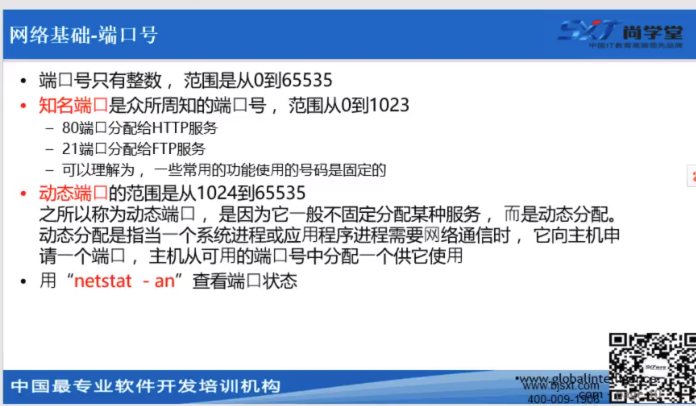 网络基础-端口号
SXT 尚学堂
中国IT教育高端领先品牌
• 端口号只有整数，范围是从0到65535
• 知名端口是众所周知的端口号，范围从0到1023
– 80端口分配给HTTP服务
– 21端口分配给FTP服务
– 可以理解为，一些常用的功能使用的号码是固定的
• 动态端口的范围是从1024到65535
之所以称为动态端口，是因为它一般不固定分配某种服务，而是动态分配。
动态分配是指当一个系统进程或应用程序进程需要网络通信时，它向主机申
请一个端口，主机从可用的端口号中分配一个供它使用
• 用“netstat －an”查看端口状态
中国最专业软件开发培训机构
www.bjsxt.com
400-009-1906